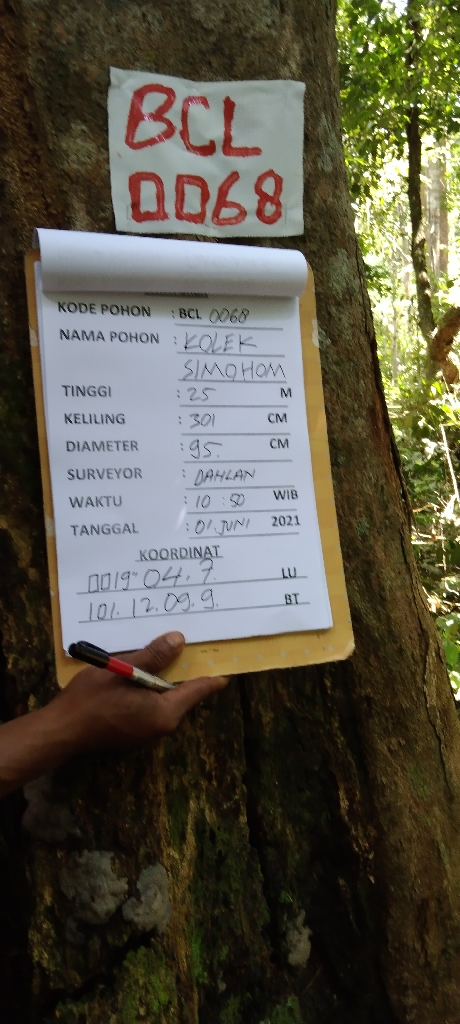 BCL
0068
KODE POHON : BCL 0068
NAMA POHON : KOLEK
SIMOHOM
TINGGI : 25 M
KELILING : 301 CM
DIAMETER : 95. CM
SURVEYOR : DAHLAN
WAKTU : 10 : 50 WIB
TANGGAL : 01. JUNI 2021
KOORDINAT
0019" 04. 7 LU
101. 12. 09. 9. BT